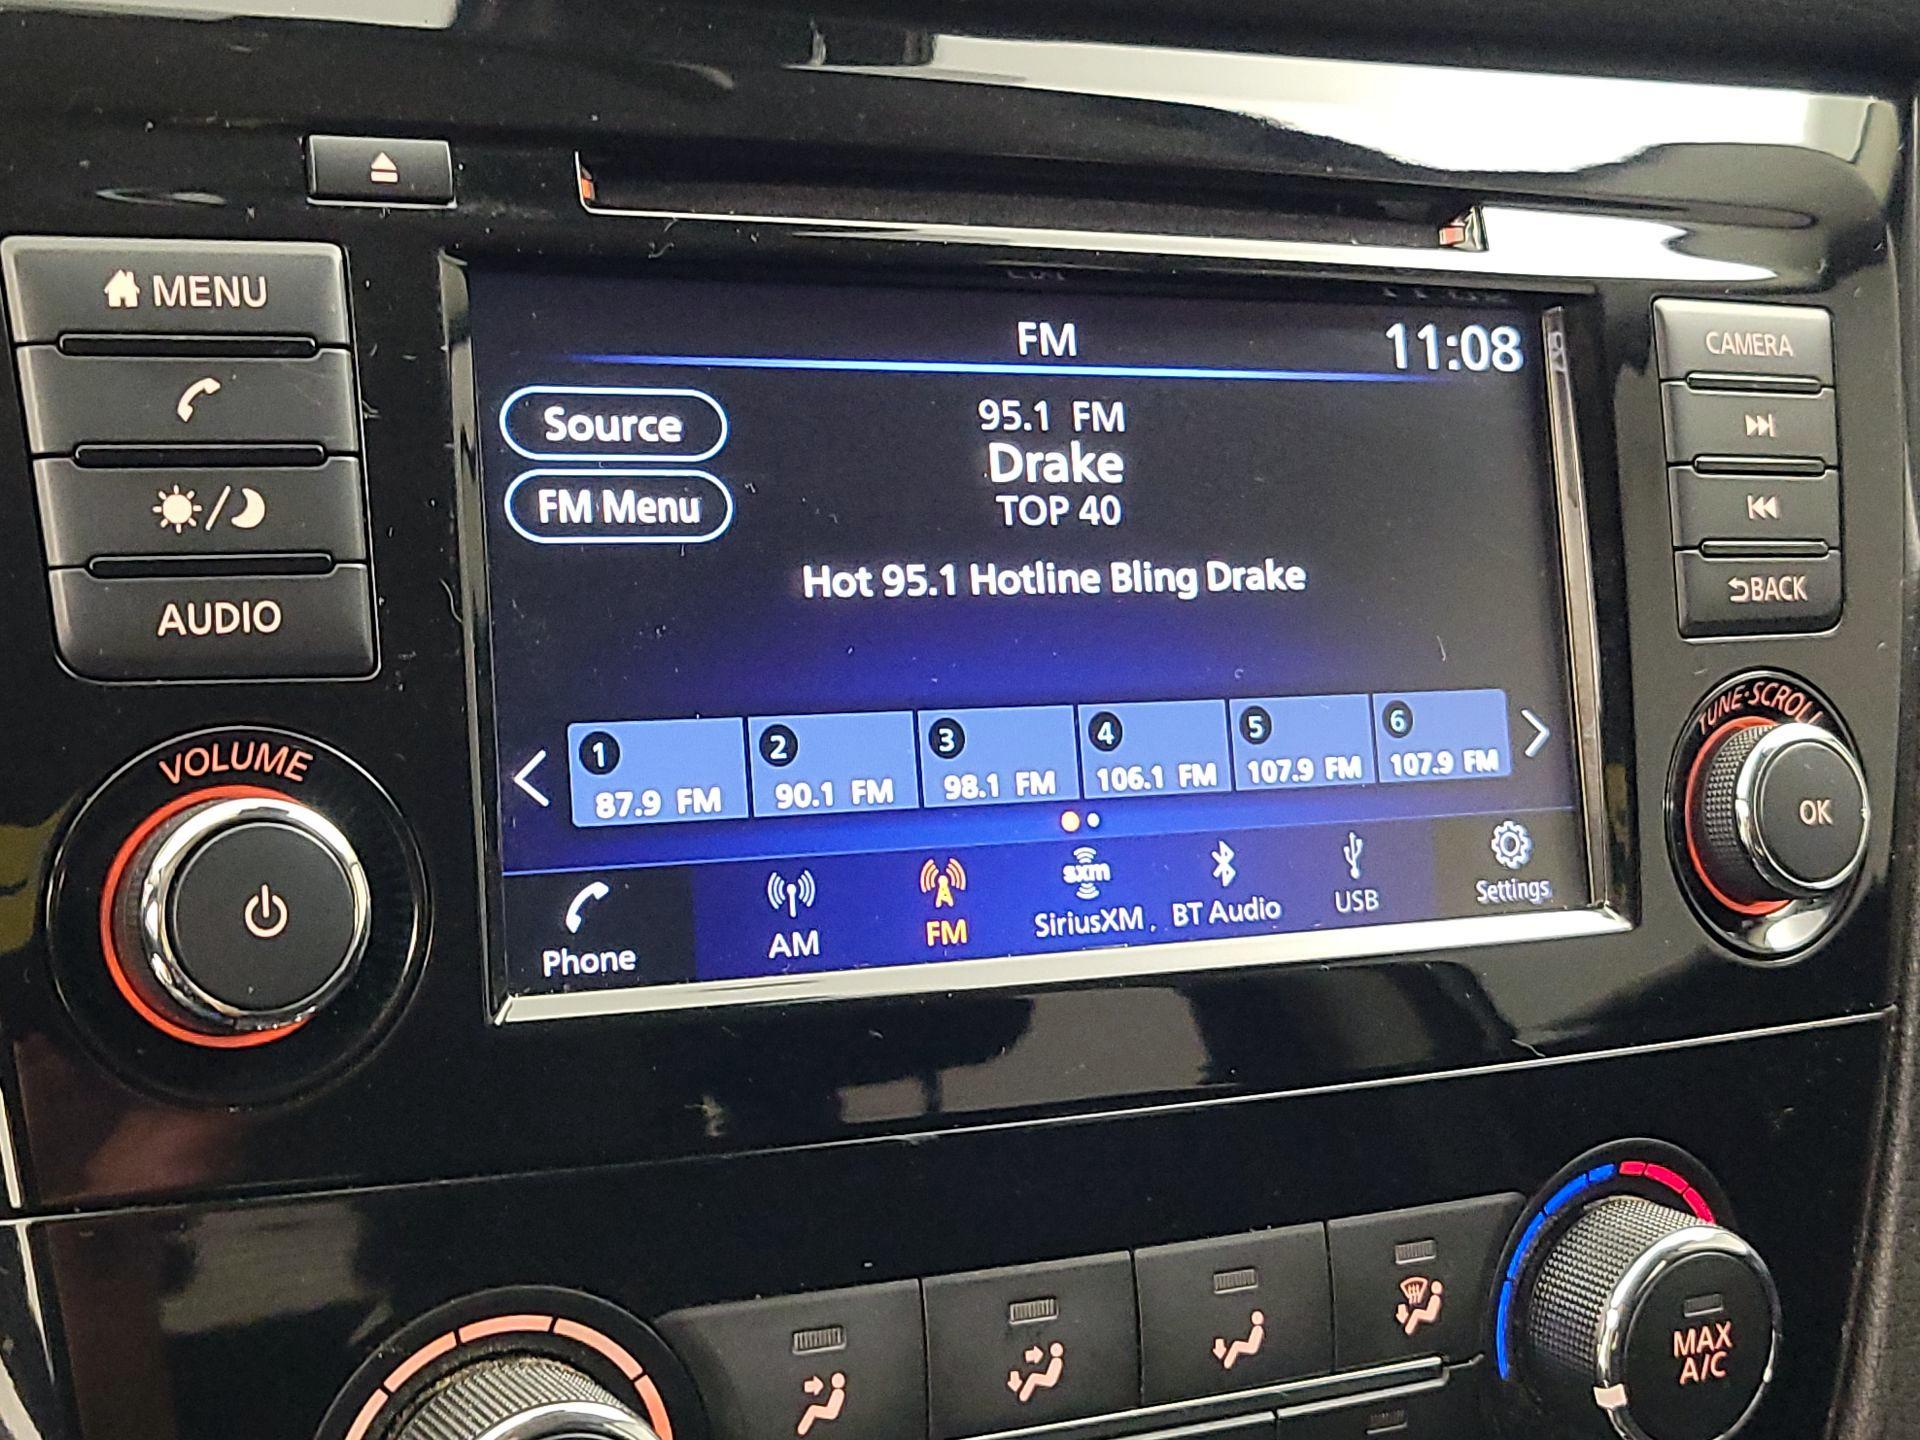 MENU
AUDIO
VOLUME
FM
11:08
Source
FM Menu
95.1 FM
Drake
TOP 40
Hot 95.1 Hotline Bling Drake
1
87.9 FM
2
90.1 FM
3
98.1 FM
4
106.1 FM
5
107.9 FM
6
107.9 FM
Phone
AM
FM
sxm
SiriusXM.
BT Audio
USB
Settings
CAMERA
BACK
TUNE·SCROLL
OK
MAX
A/C